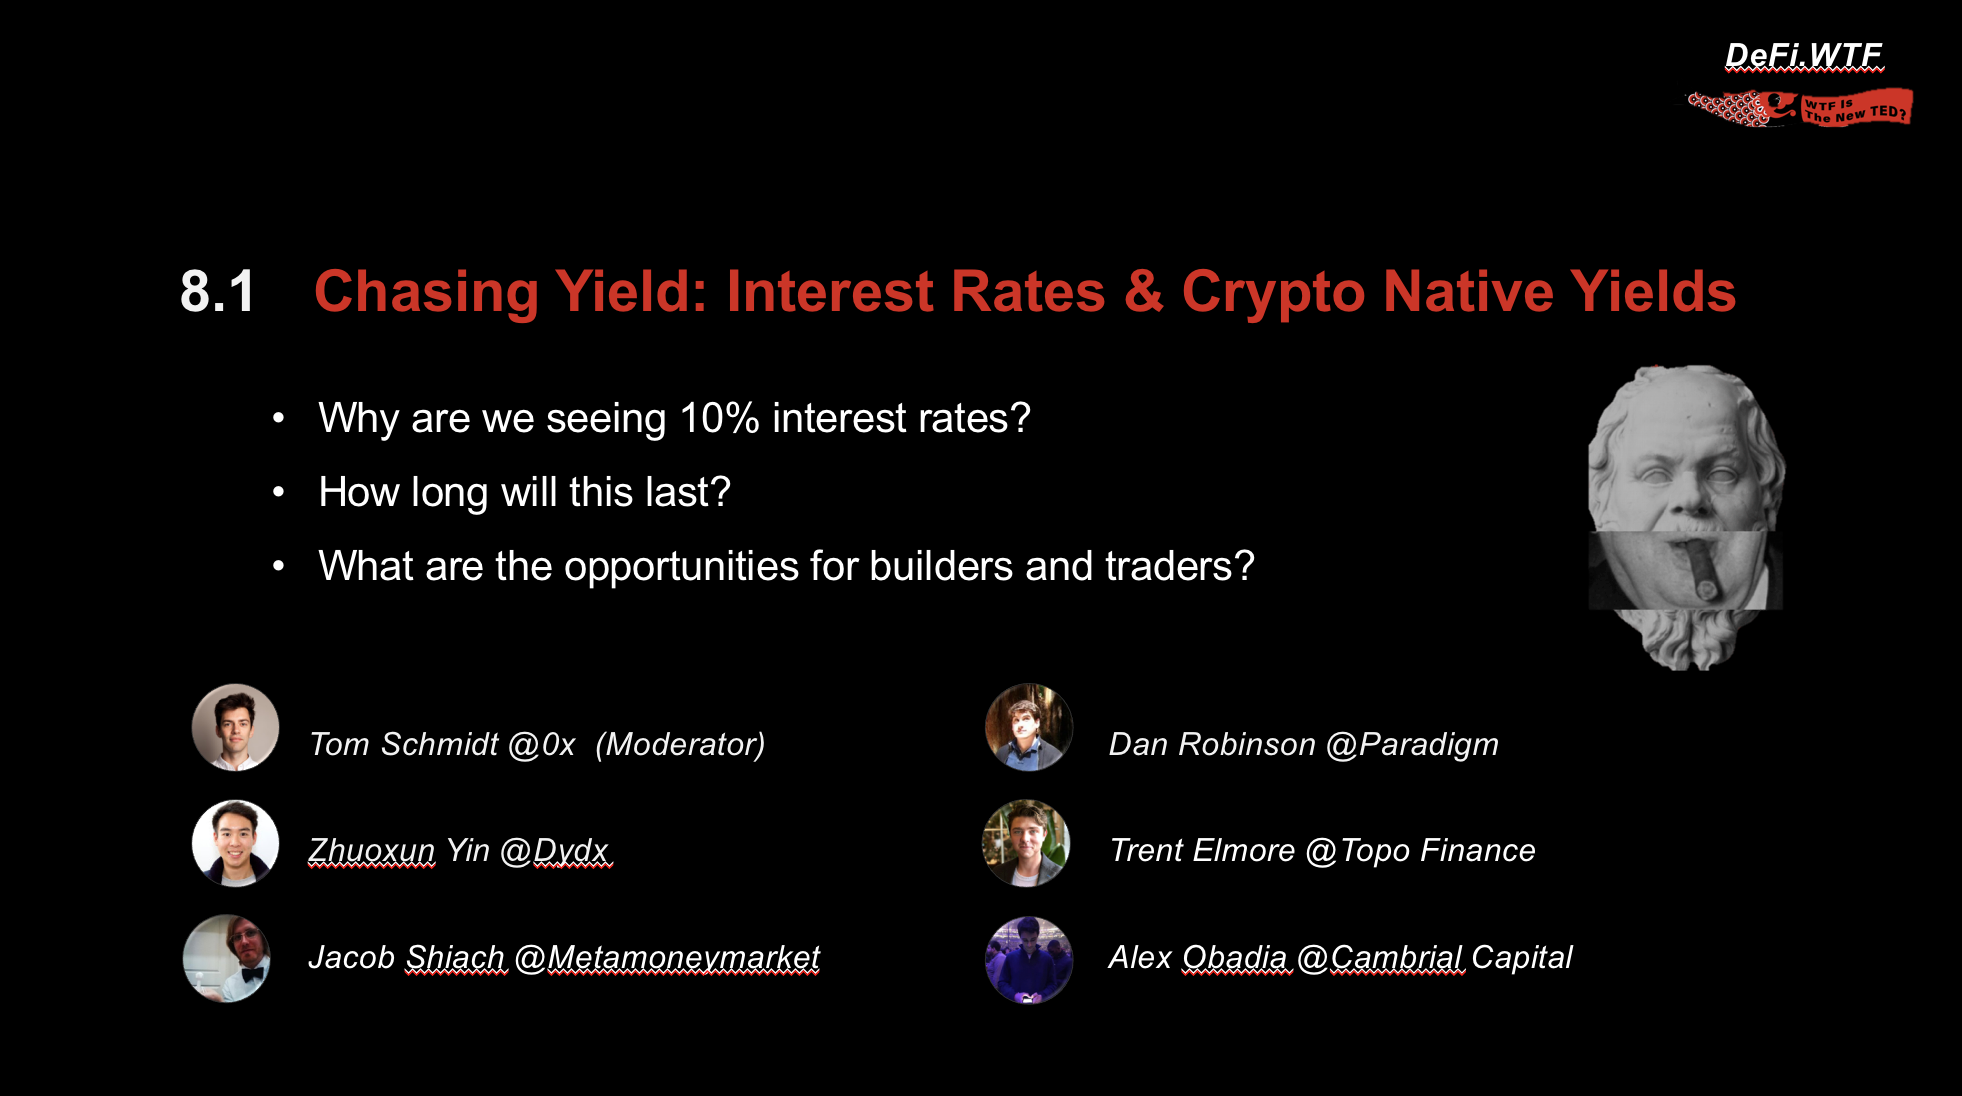 DeFi.WTF
WTF Is
The New TED?
8.1 Chasing Yield: Interest Rates & Crypto Native Yields
• Why are we seeing 10% interest rates?
• How long will this last?
• What are the opportunities for builders and traders?
Tom Schmidt @0x (Moderator)
Dan Robinson @Paradigm
Zhuoxun Yin @Dydx
Trent Elmore @Topo Finance
Jacob Shiach @Metamoneymarket
Alex Obadia @Cambrial Capital